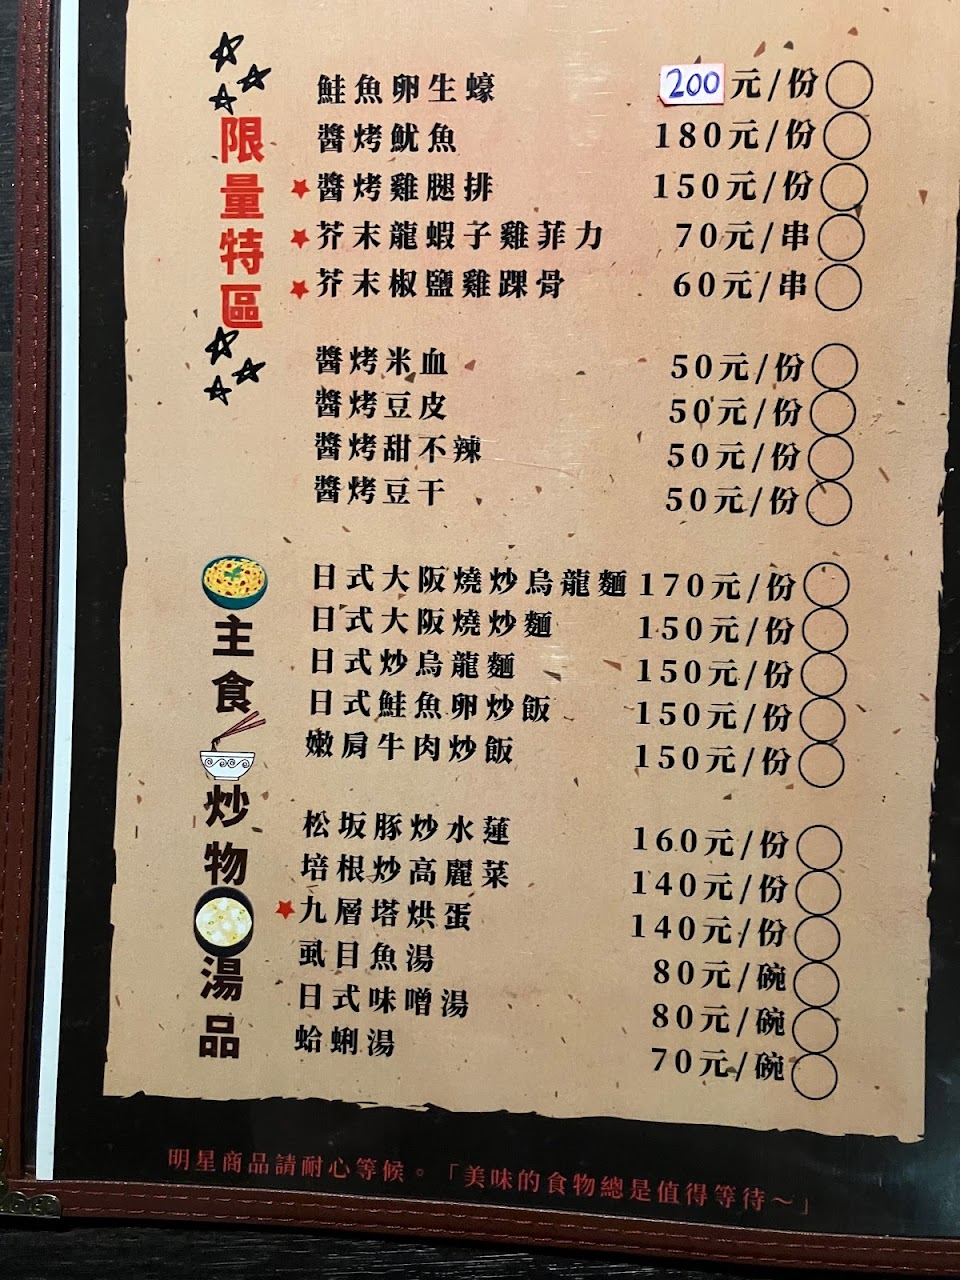 限量特區
鮭魚卵生蠔 200元/份
醬烤魷魚 180元/份
醬烤雞腿排 150元/份
芥末龍蝦子雞菲力 70元/串
芥末椒鹽雞踝骨 60元/串
醬烤米血 50元/份
醬烤豆皮 50元/份
醬烤甜不辣 50元/份
醬烤豆干 50元/份
主食
日式大阪燒炒烏龍麵 170元/份
日式大阪燒炒麵 150元/份
日式炒烏龍麵 150元/份
日式鮭魚卵炒飯 150元/份
嫩肩牛肉炒飯 150元/份
炒物
湯品
松坂豚炒水蓮 160元/份
培根炒高麗菜 140元/份
九層塔烘蛋 140元/份
虱目魚湯 80元/碗
日式味噌湯 80元/碗
蛤蜊湯 70元/碗
明星商品請耐心等候。「美味的食物總是值得等待～」